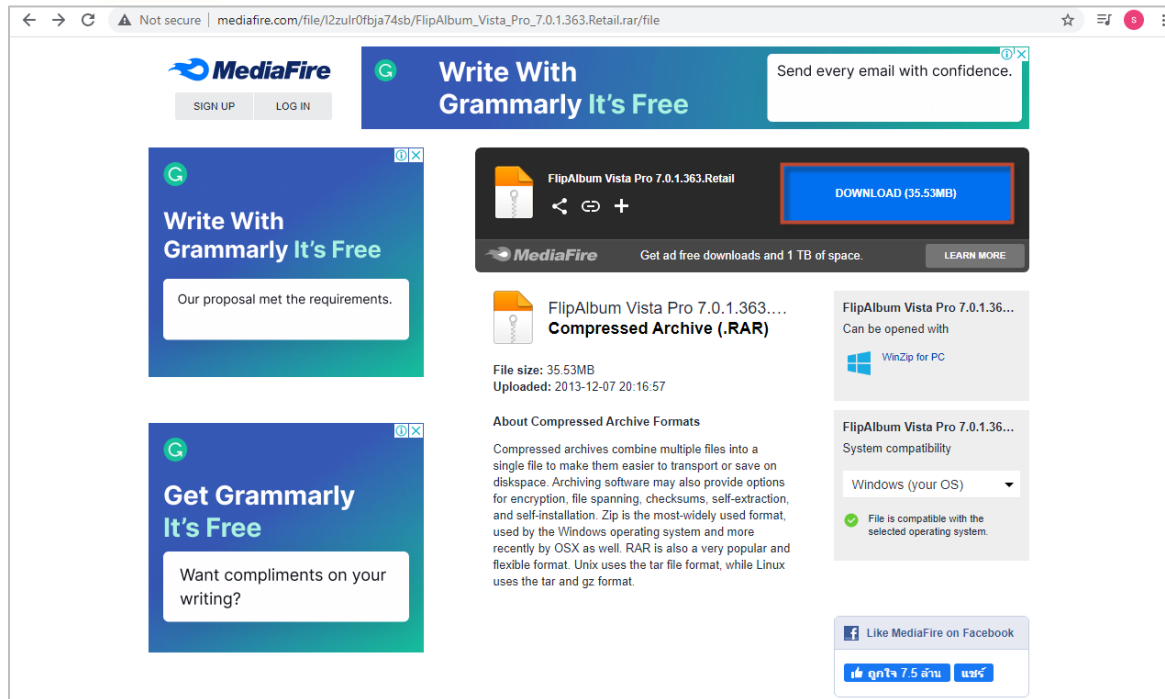 Not secure | mediafire.com/file/l2zulr0fbja74sb/FlipAlbum_Vista_Pro_7.0.1.363.Retail.rar/file
S
MediaFire
SIGN UP
LOG IN
G
Write With
Grammarly It's Free
Send every email with confidence.
G
Write With
Grammarly It's Free
Our proposal met the requirements.
FlipAlbum Vista Pro 7.0.1.363.Retail
DOWNLOAD (35.53MB)
MediaFire
Get ad free downloads and 1 TB of space.
LEARN MORE
FlipAlbum Vista Pro 7.0.1.363....
Compressed Archive (.RAR)
File size: 35.53MB
Uploaded: 2013-12-07 20:16:57
About Compressed Archive Formats
Compressed archives combine multiple files into a
single file to make them easier to transport or save on
diskspace. Archiving software may also provide options
for encryption, file spanning, checksums, self-extraction,
and self-installation. Zip is the most-widely used format,
used by the Windows operating system and more
recently by OSX as well. RAR is also a very popular and
flexible format. Unix uses the tar file format, while Linux
uses the tar and gz format.
FlipAlbum Vista Pro 7.0.1.36...
Can be opened with
WinZip for PC
FlipAlbum Vista Pro 7.0.1.36...
System compatibility
Windows (your OS)
File is compatible with the
selected operating system.
G
Get Grammarly
It's Free
Want compliments on your
writing?
Like MediaFire on Facebook
ถูกใจ 7.5 ล้าน
แชร์